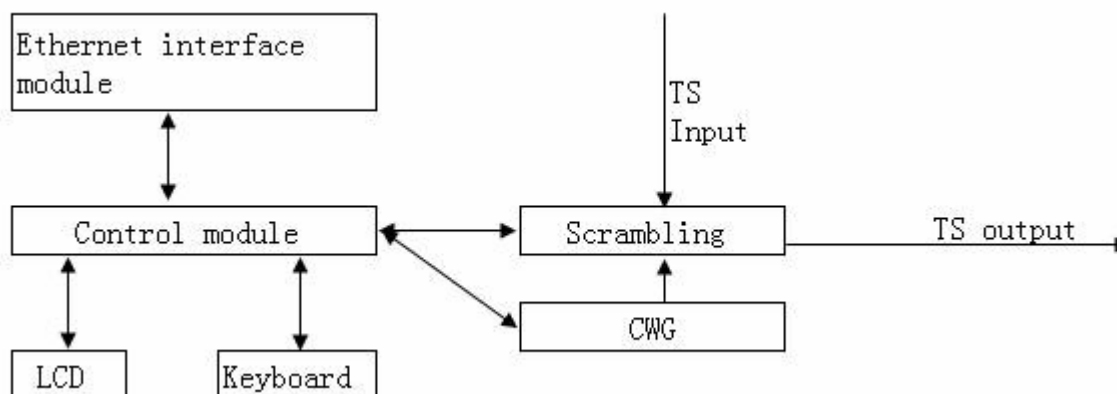 Ethernet interface
module
TS
Input
Control module
Scrambling
TS output
CWG
LCD
Keyboard